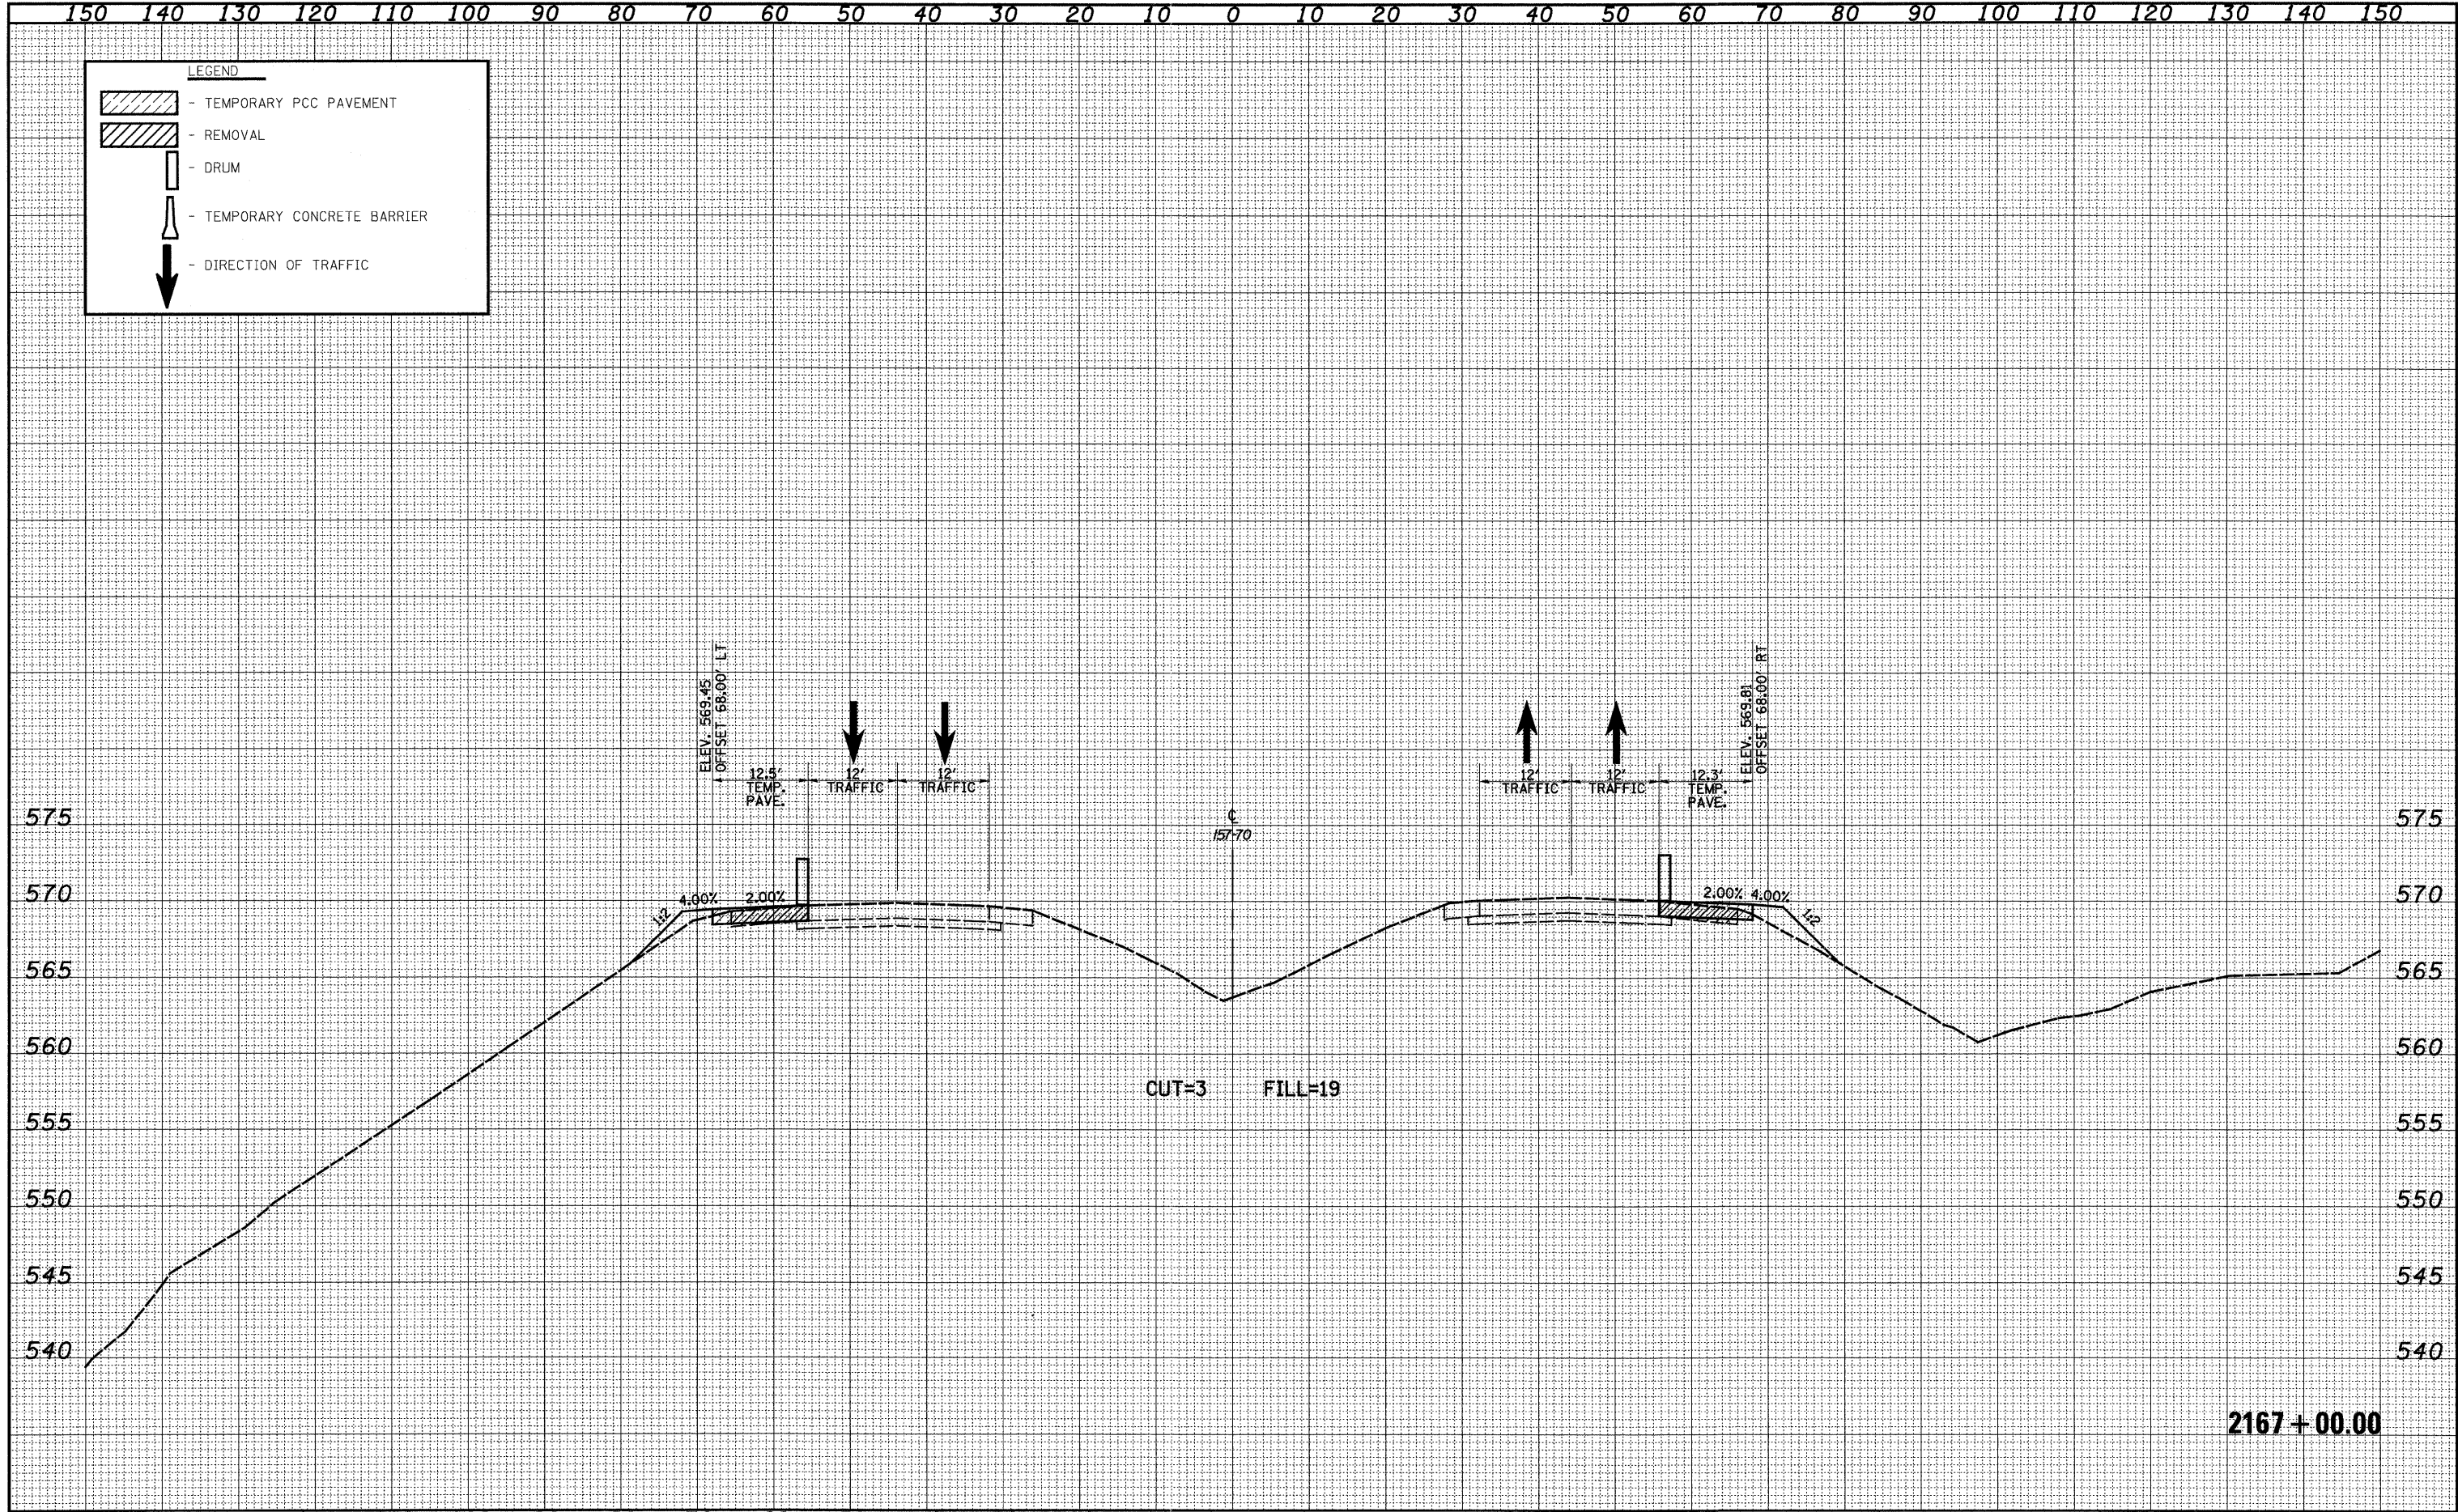 150 140 130 120 110 100 90 80 70 60 50 40 30 20 10 0 10 20 30 40 50 60 70 80 90 100 110 120 130 140 150
LEGEND
- TEMPORARY PCC PAVEMENT
- REMOVAL
- DRUM
- TEMPORARY CONCRETE BARRIER
- DIRECTION OF TRAFFIC
ELEV. 569.45
OFFSET 68.00' LT
ELEV. 569.81
OFFSET 68.00' RT
12.5'
TEMP.
PAVE.
12'
TRAFFIC
12'
TRAFFIC
12'
TRAFFIC
12'
TRAFFIC
12.3'
TEMP.
PAVE.
℄
157-70
575 575
570 570
1:2 4.00% 2.00%
2.00% 4.00% 1:2
565 565
560 560
CUT=3 FILL=19
555 555
550 550
545 545
540 540
2167+00.00